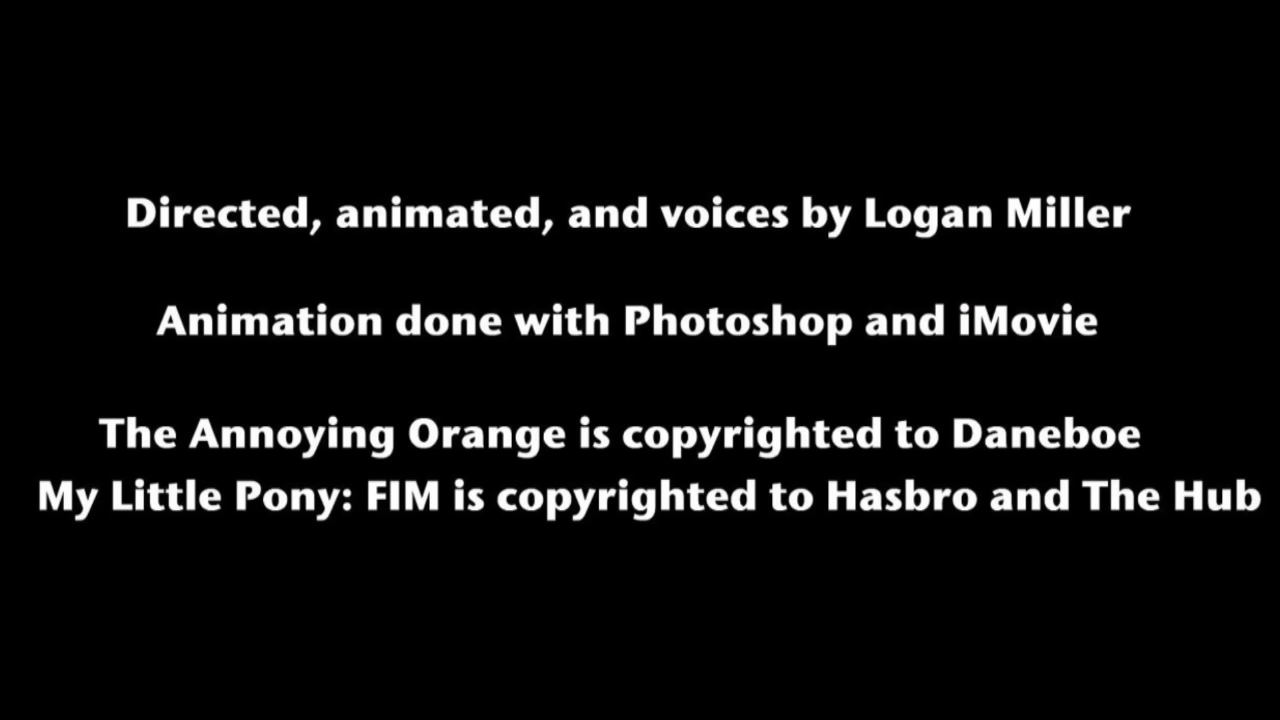 Directed, animated, and voices by Logan Miller
Animation done with Photoshop and iMovie
The Annoying Orange is copyrighted to Daneboe
My Little Pony: FIM is copyrighted to Hasbro and The Hub